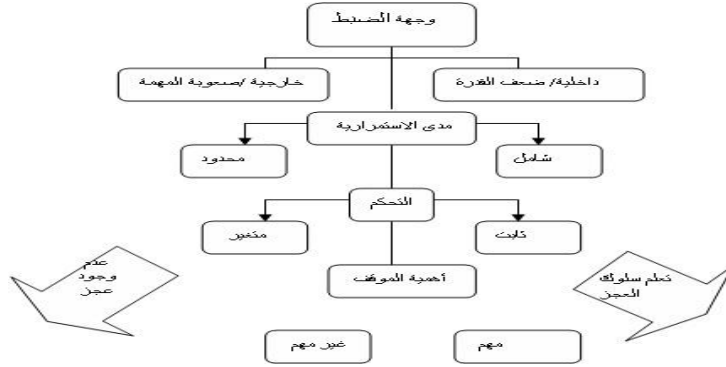 وجهة الضبط
داخلية/ ضعف القدرة
خارجية /صعوبة المهمة
مدى الاستمرارية
شامل
محدود
التحكم
ثابت
متغير
أهمية الموقف
تعلم سلوك
العجز
عدم
وجود
عجز
مهم
غير مهم